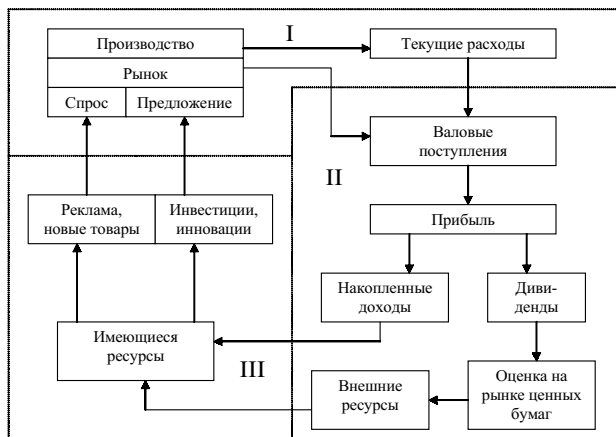 Производство
I
Текущие расходы
Рынок
Спрос
Предложение
Валовые
поступления
II
Реклама,
новые товары
Инвестиции,
инновации
Прибыль
Накопленные
доходы
Диви-
денды
Имеющиеся
ресурсы
III
Внешние
ресурсы
Оценка на
рынке ценных
бумаг